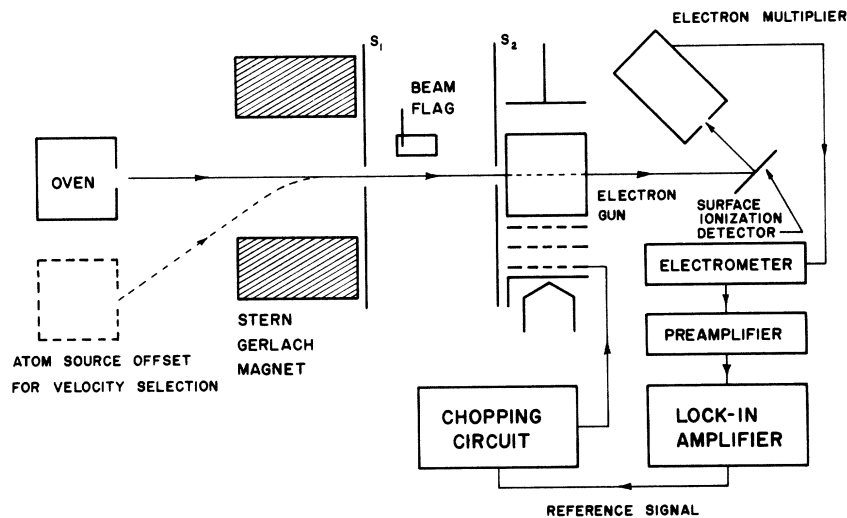 ELECTRON MULTIPLIER
S1
S2
BEAM
FLAG
OVEN
ELECTRON
GUN
SURFACE
IONIZATION
DETECTOR
ELECTROMETER
STERN
GERLACH
MAGNET
PREAMPLIFIER
ATOM SOURCE OFFSET
FOR VELOCITY SELECTION
CHOPPING
CIRCUIT
LOCK-IN
AMPLIFIER
REFERENCE SIGNAL